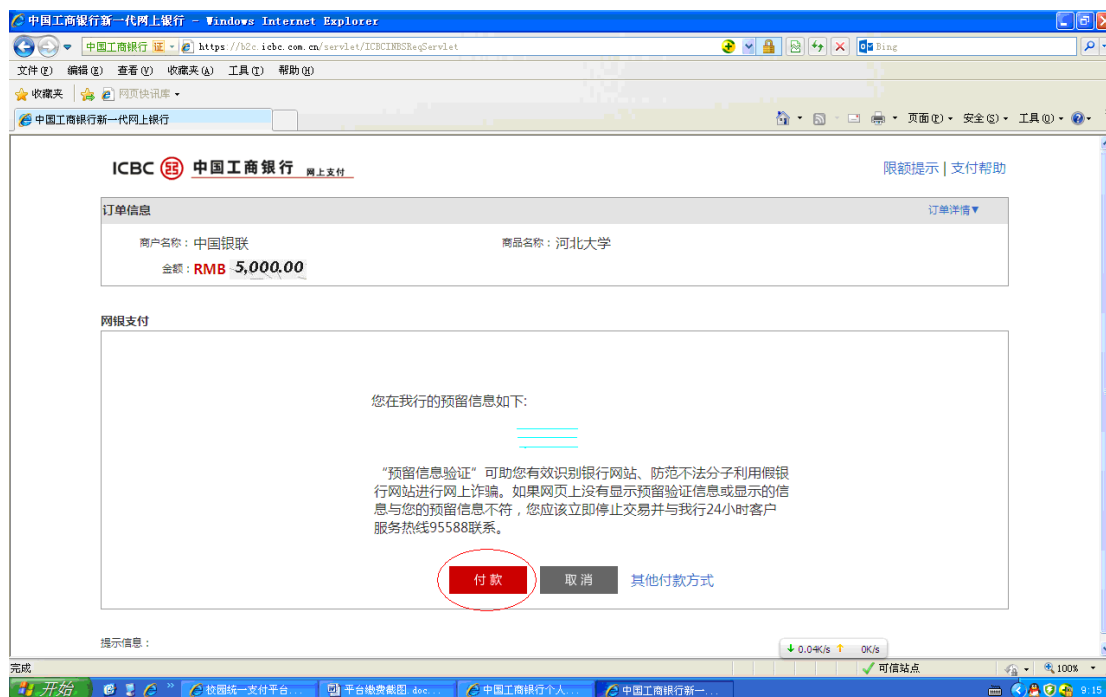 中国工商银行新一代网上银行 - Windows Internet Explorer
中国工商银行 证 https://b2c.icbc.com.cn/servlet/ICBCINBSReqServlet Bing
文件(F) 编辑(E) 查看(V) 收藏夹(A) 工具(T) 帮助(H)
收藏夹 网页快讯库
中国工商银行新一代网上银行 页面(P) 安全(S) 工具(O)
ICBC 中国工商银行 网上支付 限额提示 | 支付帮助
订单信息 订单详情▼
商户名称：中国银联 商品名称：河北大学
金额：RMB 5,000.00
网银支付
您在我行的预留信息如下:
“预留信息验证”可助您有效识别银行网站、防范不法分子利用假银
行网站进行网上诈骗。如果网页上没有显示预留验证信息或显示的信
息与您的预留信息不符，您应该立即停止交易并与我行24小时客户
服务热线95588联系。
付款 取消 其他付款方式
提示信息：
↓ 0.04K/s ↑ 0K/s
完成 可信站点 100%
开始 校园统一支付平台... 平台缴费截图.doc... 中国工商银行个人... 中国工商银行新一... 9:15